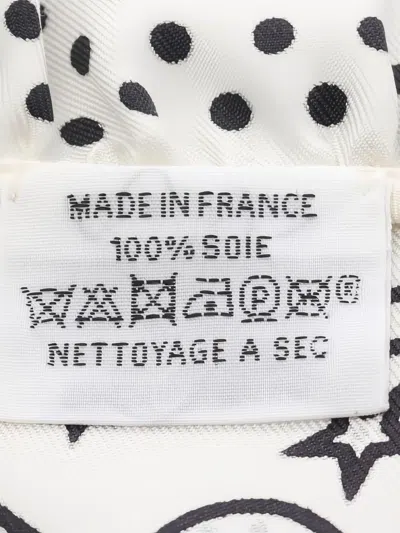 MADE IN FRANCE
100% SOIE
P ®
NETTOYAGE A SEC